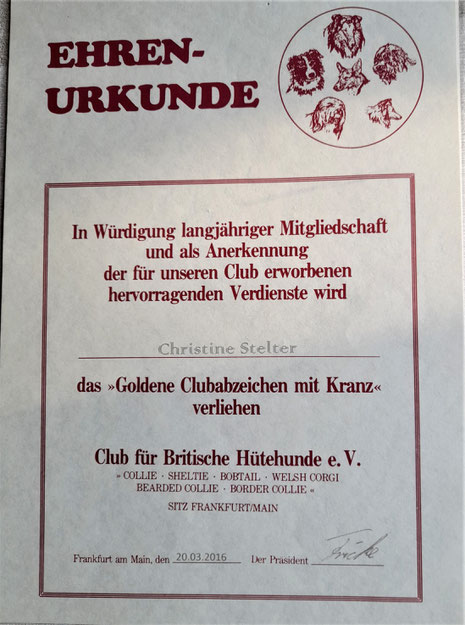 EHREN-
URKUNDE
In Würdigung langjähriger Mitgliedschaft
und als Anerkennung
der für unseren Club erworbenen
hervorragenden Verdienste wird
Christine Stelter
das »Goldene Clubabzeichen mit Kranz«
verliehen
Club für Britische Hütehunde e. V.
» COLLIE · SHELTIE · BOBTAIL · WELSH CORGI
BEARDED COLLIE · BORDER COLLIE «
SITZ FRANKFURT/MAIN
Frankfurt am Main, den 20.03.2016 Der Präsident